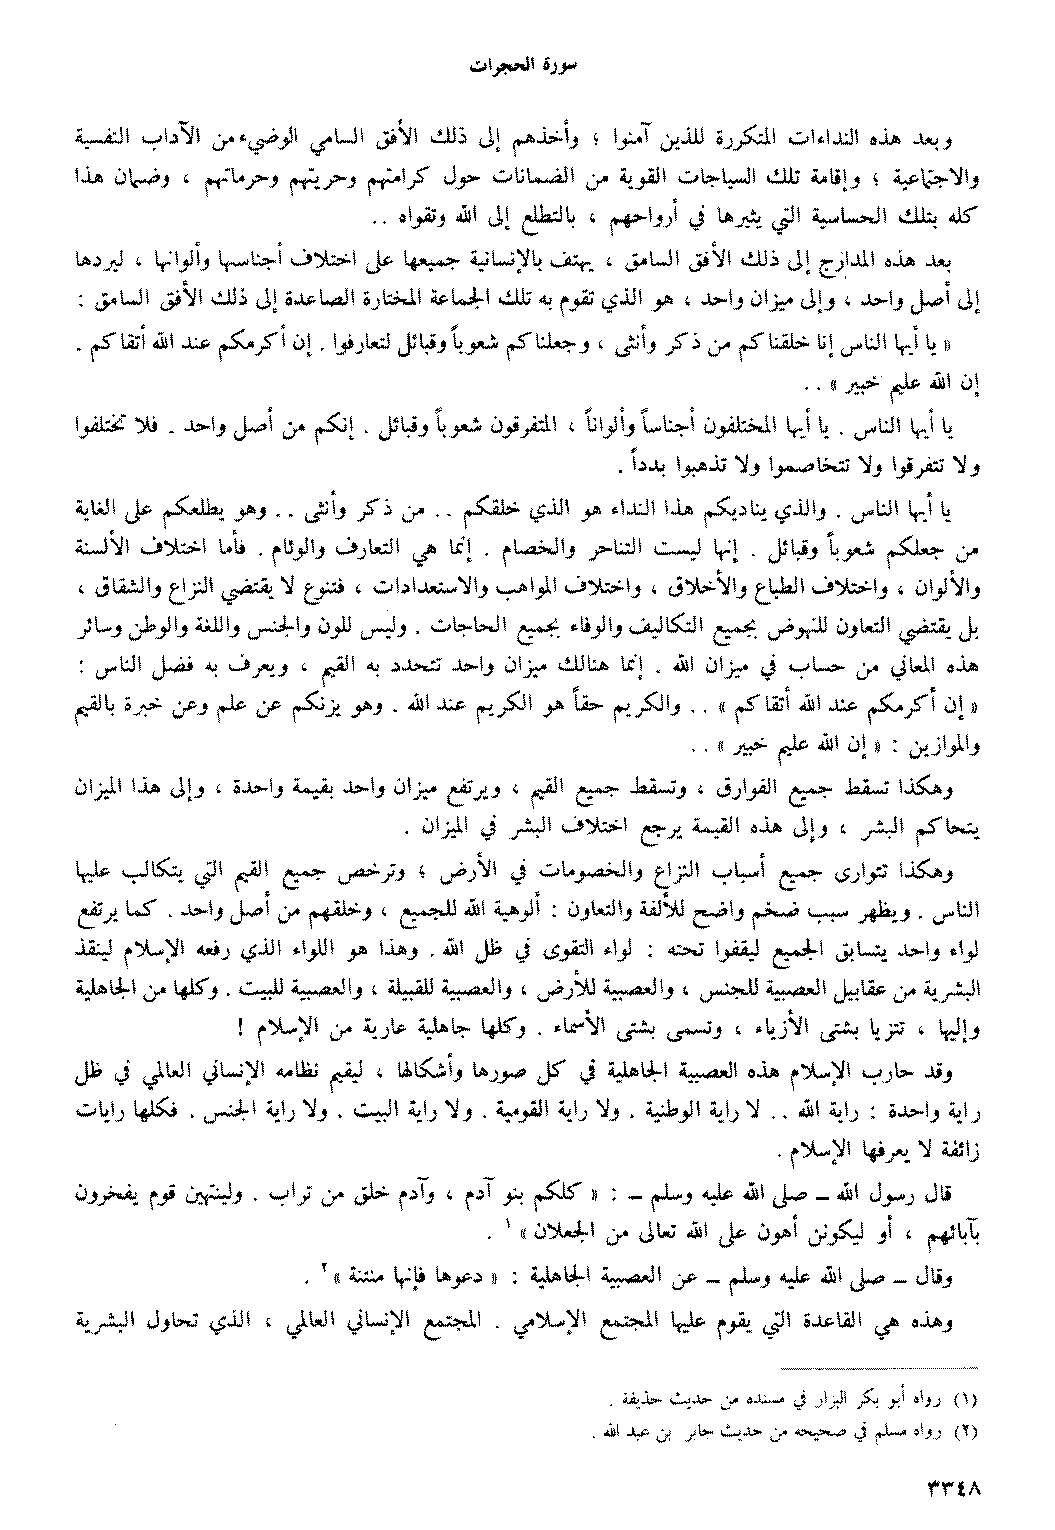 سورة الحجرات
وبعد هذه النداءات المتكررة للذين آمنوا ؛ وأخذهم إلى ذلك الأفق السامي الوضيء من الآداب النفسية
والاجتماعية ؛ وإقامة تلك السياجات القوية من الضمانات حول كرامتهم وحريتهم وحرماتهم ، وضمان هذا
كله بتلك الحساسية التي يثيرها في أرواحهم ، بالتطلع إلى الله وتقواه ..
بعد هذه المدارج إلى ذلك الأفق السامق ، يهتف بالإنسانية جميعها على اختلاف أجناسها وألوانها ، ليردها
إلى أصل واحد ، وإلى ميزان واحد ، هو الذي تقوم به تلك الجماعة المختارة الصاعدة إلى ذلك الأفق السامق :
« يا أيها الناس إنا خلقناكم من ذكر وأنثى ، وجعلناكم شعوباً وقبائل لتعارفوا . إن أكرمكم عند الله أتقاكم .
إن الله عليم خبير » ..
يا أيها الناس . يا أيها المختلفون أجناساً وألواناً ، المتفرقون شعوباً وقبائل . إنكم من أصل واحد . فلا تختلفوا
ولا تتفرقوا ولا تتخاصموا ولا تذهبوا بدداً .
يا أيها الناس . والذي يناديكم هذا النداء هو الذي خلقكم .. من ذكر وأنثى .. وهو يطلعكم على الغاية
من جعلكم شعوباً وقبائل . إنها ليست التناحر والخصام . إنما هي التعارف والوئام . فأما اختلاف الألسنة
والألوان ، واختلاف الطباع والأخلاق ، واختلاف المواهب والاستعدادات ، فتنوع لا يقتضي النزاع والشقاق ،
بل يقتضي التعاون للنهوض بجميع التكاليف والوفاء بجميع الحاجات . وليس للون والجنس واللغة والوطن وسائر
هذه المعاني من حساب في ميزان الله . إنما هنالك ميزان واحد تتحدد به القيم ، ويعرف به فضل الناس :
« إن أكرمكم عند الله أتقاكم » .. والكريم حقاً هو الكريم عند الله . وهو يزنكم عن علم وعن خبرة بالقيم
والموازين : « إن الله عليم خبير » ..
وهكذا تسقط جميع الفوارق ، وتسقط جميع القيم ، ويرتفع ميزان واحد بقيمة واحدة ، وإلى هذا الميزان
يتحاكم البشر ، وإلى هذه القيمة يرجع اختلاف البشر في الميزان .
وهكذا تتوارى جميع أسباب النزاع والخصومات في الأرض ؛ وترخص جميع القيم التي يتكالب عليها
الناس . ويظهر سبب ضخم واضح للألفة والتعاون : ألوهية الله للجميع ، وخلقهم من أصل واحد . كما يرتفع
لواء واحد يتسابق الجميع ليقفوا تحته : لواء التقوى في ظل الله . وهذا هو اللواء الذي رفعه الإسلام لينقذ
البشرية من عقابيل العصبية للجنس ، والعصبية للأرض ، والعصبية للقبيلة ، والعصبية للبيت . وكلها من الجاهلية
وإليها ، تتزيا بشتى الأزياء ، وتسمى بشتى الأسماء . وكلها جاهلية عارية من الإسلام !
وقد حارب الإسلام هذه العصبية الجاهلية في كل صورها وأشكالها ، ليقيم نظامه الإنساني العالمي في ظل
راية واحدة : راية الله .. لا راية الوطنية . ولا راية القومية . ولا راية البيت . ولا راية الجنس . فكلها رايات
زائفة لا يعرفها الإسلام .
قال رسول الله – صلى الله عليه وسلم – : « كلكم بنو آدم ، وآدم خلق من تراب . ولينتهين قوم يفخرون
بآبائهم ، أو ليكونن أهون على الله تعالى من الجعلان » ١ .
وقال – صلى الله عليه وسلم – عن العصبية الجاهلية : « دعوها فإنها منتنة » ٢ .
وهذه هي القاعدة التي يقوم عليها المجتمع الإسلامي . المجتمع الإنساني العالمي ، الذي تحاول البشرية
(١) رواه أبو بكر البزار في مسنده من حديث حذيفة .
(٢) رواه مسلم في صحيحه من حديث جابر بن عبد الله .
٣٣٤٨